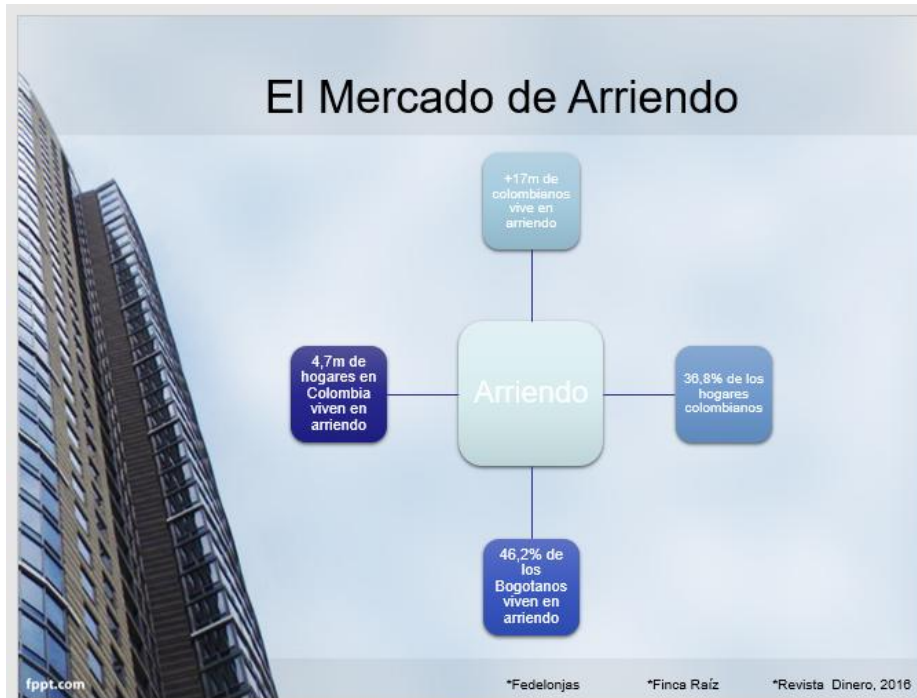 El Mercado de Arriendo
+17m de
colombianos
vive en
arriendo
4,7m de
hogares en
Colombia
viven en
arriendo
Arriendo
36,8% de los
hogares
colombianos
46,2% de
los
Bogotanos
viven en
arriendo
fppt.com
*Fedelonjas *Finca Raíz *Revista Dinero, 2016